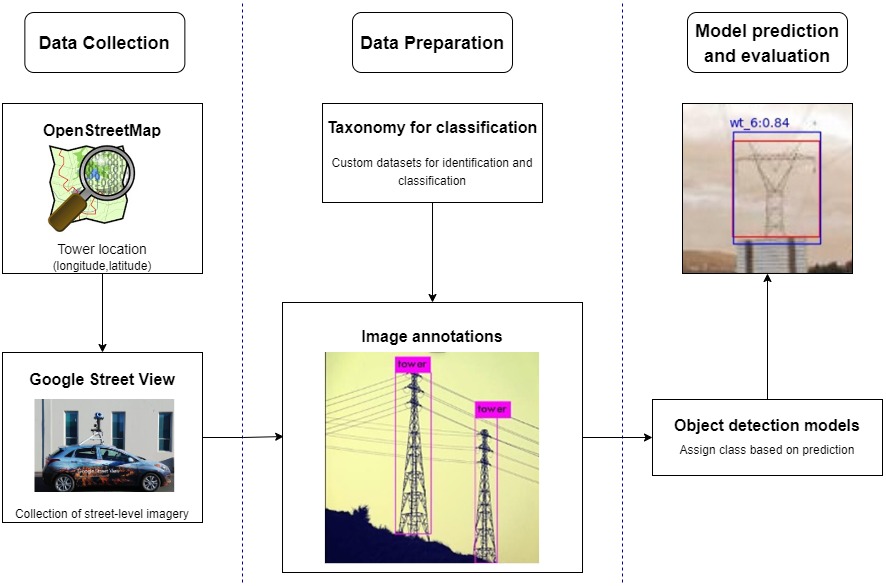 Data Collection
Data Preparation
Model prediction
and evaluation
OpenStreetMap
Tower location
(longitude,latitude)
Google Street View
Google Street View
Collection of street-level imagery
Taxonomy for classification
Custom datasets for identification and
classification
Image annotations
tower
tower
wt_6:0.84
Object detection models
Assign class based on prediction